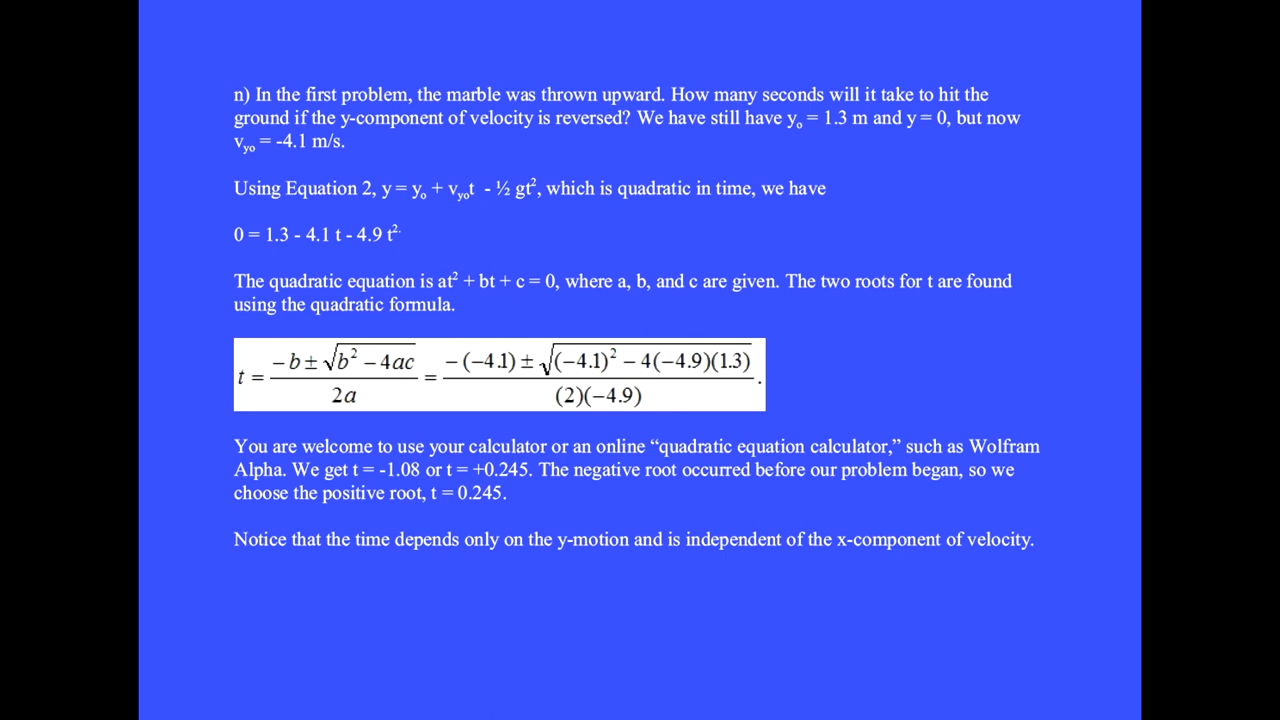 n) In the first problem, the marble was thrown upward. How many seconds will it take to hit the
ground if the y-component of velocity is reversed? We have still have yₒ = 1.3 m and y = 0, but now
vyo = -4.1 m/s.
Using Equation 2, y = yₒ + vyot - ½ gt², which is quadratic in time, we have
0 = 1.3 - 4.1 t - 4.9 t².
The quadratic equation is at² + bt + c = 0, where a, b, and c are given. The two roots for t are found
using the quadratic formula.
t = (-b ± √(b² - 4ac)) / 2a = (-(-4.1) ± √((-4.1)² - 4(-4.9)(1.3))) / (2)(-4.9).
You are welcome to use your calculator or an online “quadratic equation calculator,” such as Wolfram
Alpha. We get t = -1.08 or t = +0.245. The negative root occurred before our problem began, so we
choose the positive root, t = 0.245.
Notice that the time depends only on the y-motion and is independent of the x-component of velocity.